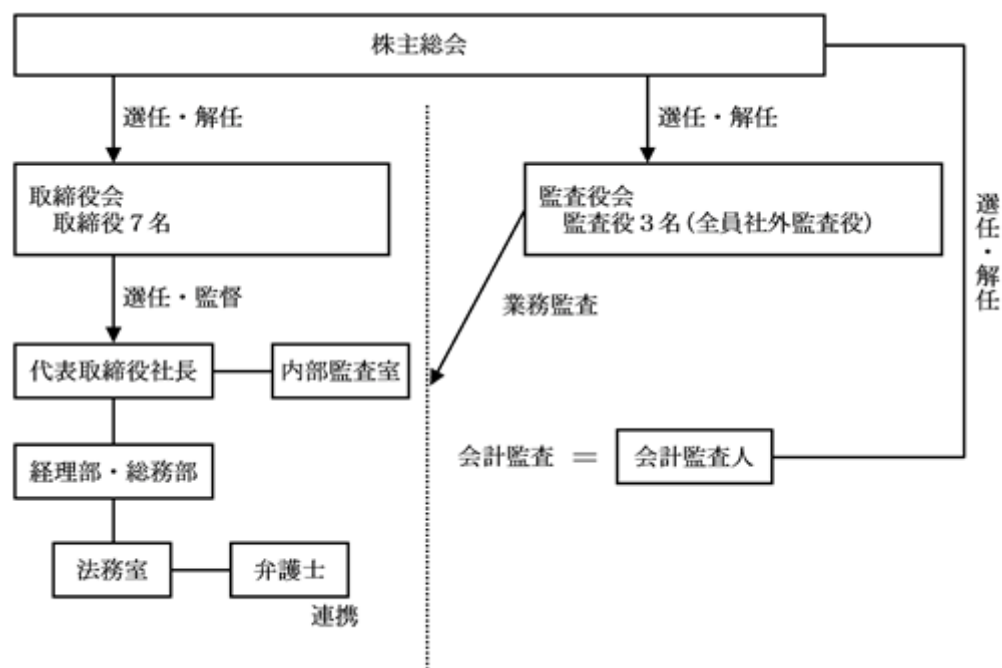 株主総会
選任・解任
選任・解任
取締役会
取締役7名
監査役会
監査役3名(全員社外監査役)
選任・解任
選任・監督
業務監査
代表取締役社長
内部監査室
経理部・総務部
会計監査 =
会計監査人
法務室
弁護士
連携